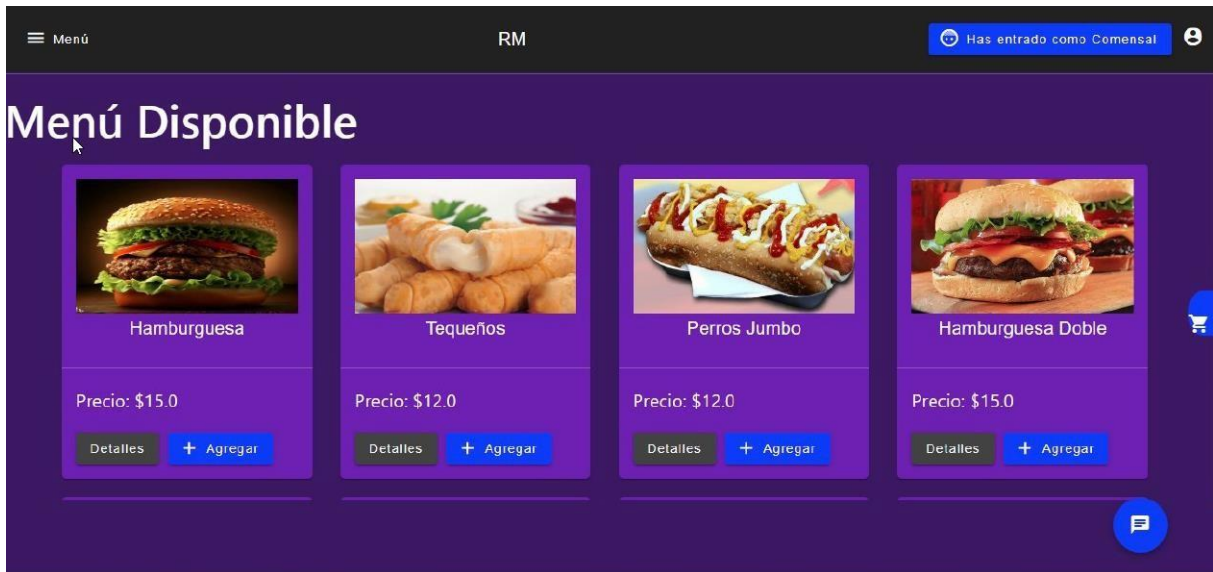 Menú
RM
Has entrado como Comensal
Menú Disponible
Hamburguesa
Tequeños
Perros Jumbo
Hamburguesa Doble
Precio: $15.0
Precio: $12.0
Precio: $12.0
Precio: $15.0
Detalles
+ Agregar
Detalles
+ Agregar
Detalles
+ Agregar
Detalles
+ Agregar